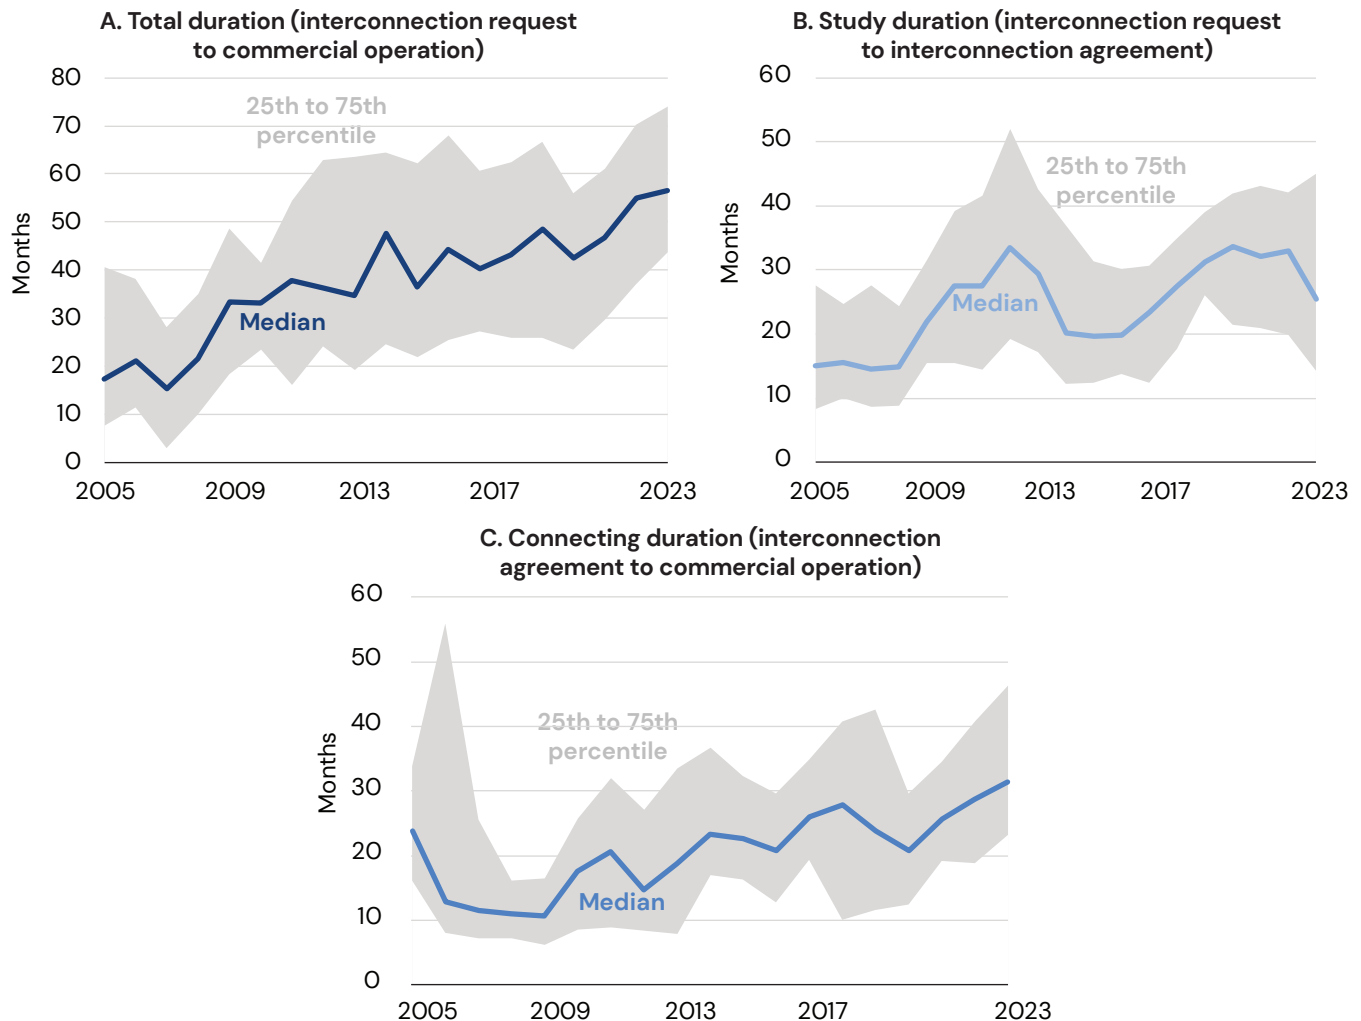 A. Total duration (interconnection request
to commercial operation)
80
70
60
50
40
30
20
10
0
Months
25th to 75th
percentile
Median
2005 2009 2013 2017 2023
B. Study duration (interconnection request
to interconnection agreement)
60
50
40
30
20
10
0
Months
25th to 75th
percentile
Median
2005 2009 2013 2017 2023
C. Connecting duration (interconnection
agreement to commercial operation)
60
50
40
30
20
10
0
Months
25th to 75th
percentile
Median
2005 2009 2013 2017 2023